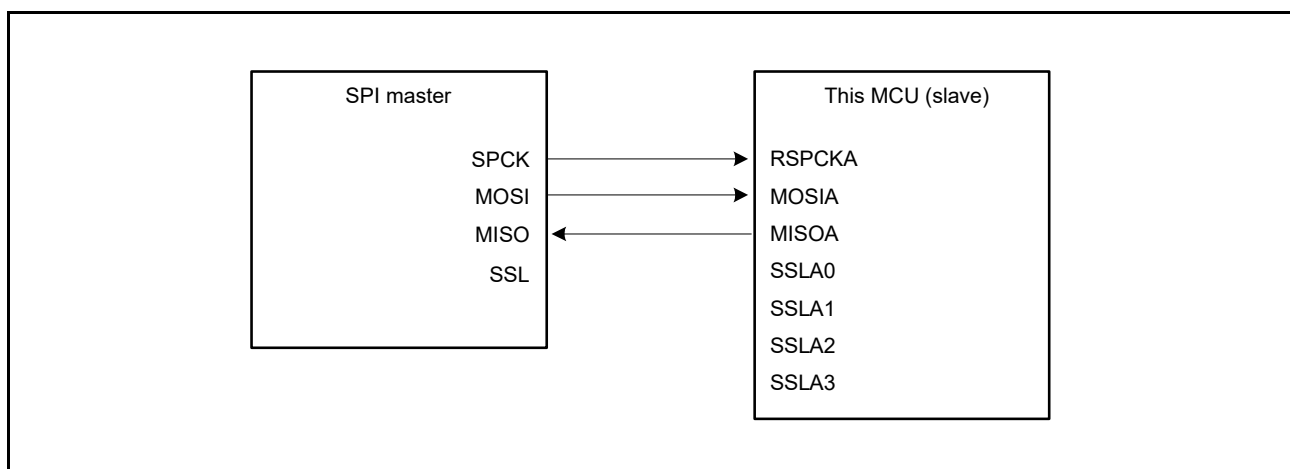 SPI master
SPCK
MOSI
MISO
SSL
This MCU (slave)
RSPCKA
MOSIA
MISOA
SSLA0
SSLA1
SSLA2
SSLA3